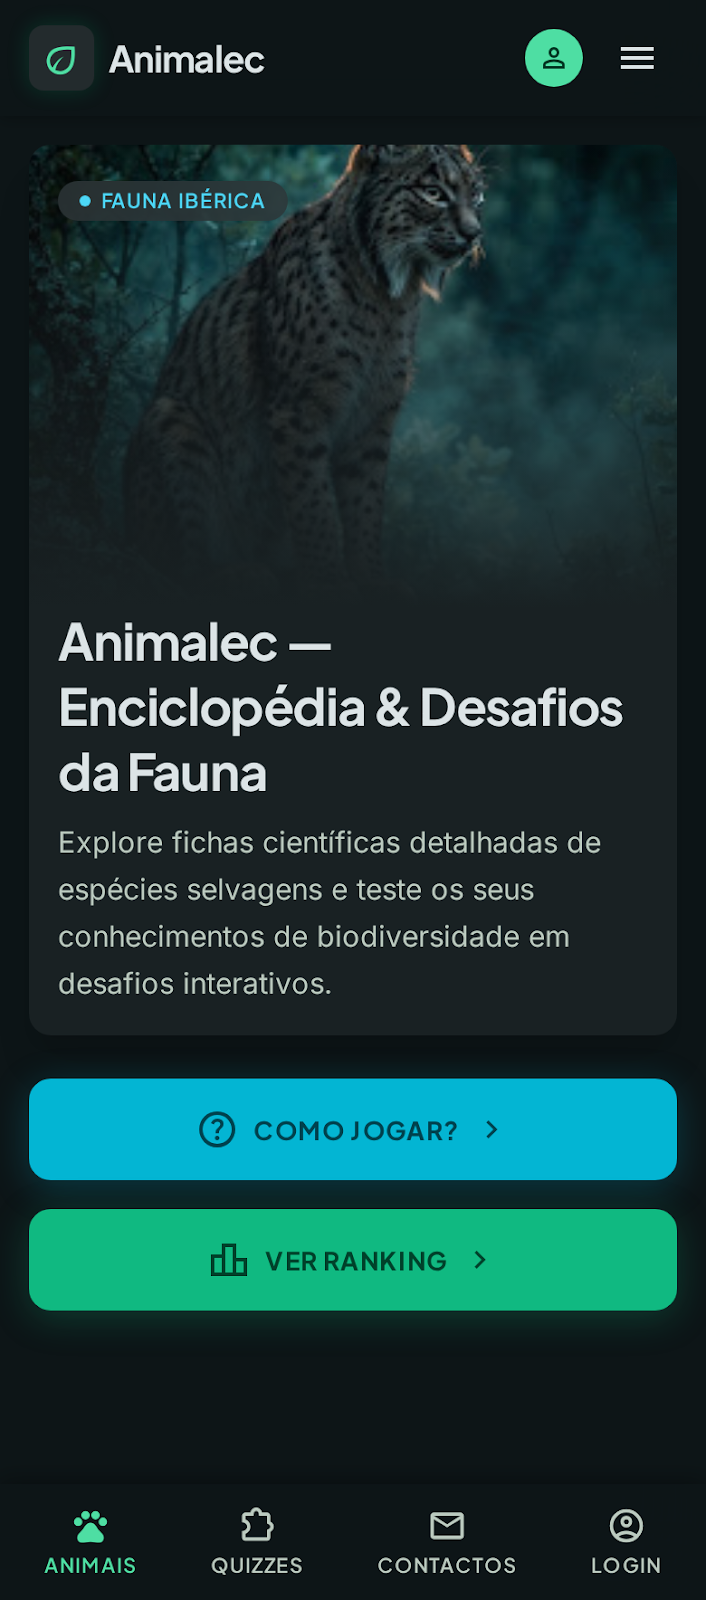 Animalec
FAUNA IBÉRICA
Animalec —
Enciclopédia & Desafios
da Fauna
Explore fichas científicas detalhadas de
espécies selvagens e teste os seus
conhecimentos de biodiversidade em
desafios interativos.
COMO JOGAR?
VER RANKING
ANIMAIS QUIZZES CONTACTOS LOGIN